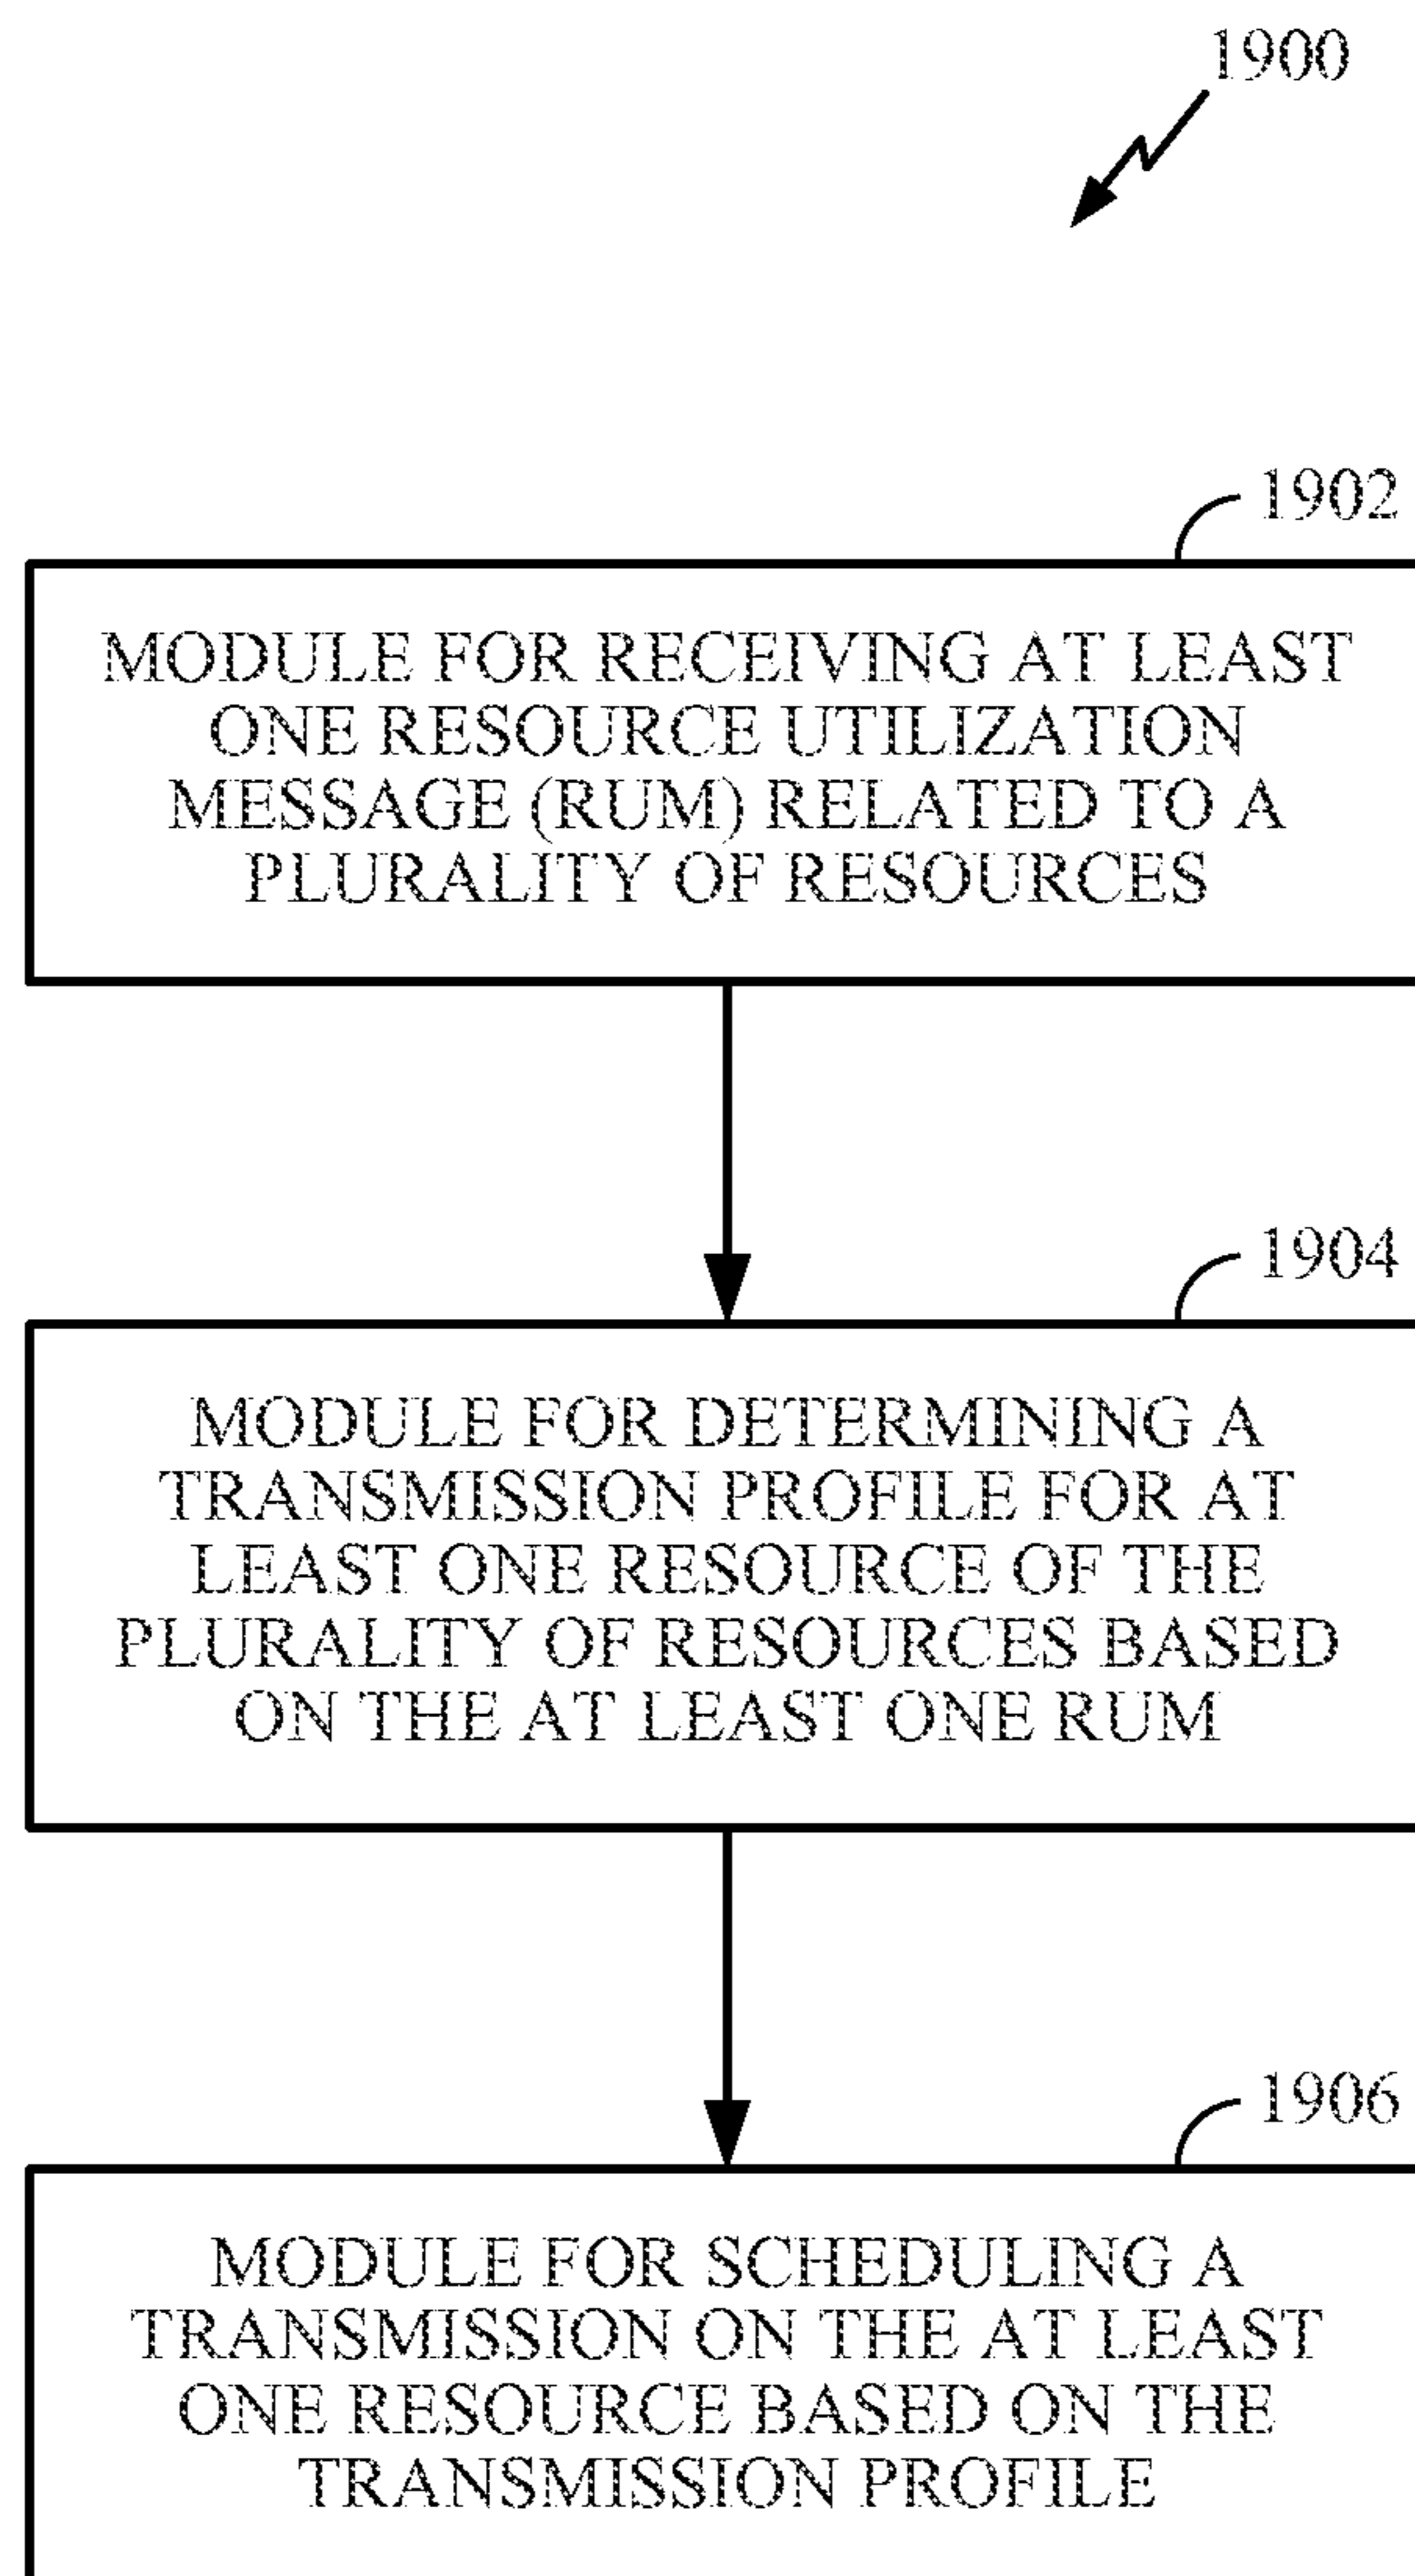 1900
1902
MODULE FOR RECEIVING AT LEAST
ONE RESOURCE UTILIZATION
MESSAGE (RUM) RELATED TO A
PLURALITY OF RESOURCES
1904
MODULE FOR DETERMINING A
TRANSMISSION PROFILE FOR AT
LEAST ONE RESOURCE OF THE
PLURALITY OF RESOURCES BASED
ON THE AT LEAST ONE RUM
1906
MODULE FOR SCHEDULING A
TRANSMISSION ON THE AT LEAST
ONE RESOURCE BASED ON THE
TRANSMISSION PROFILE